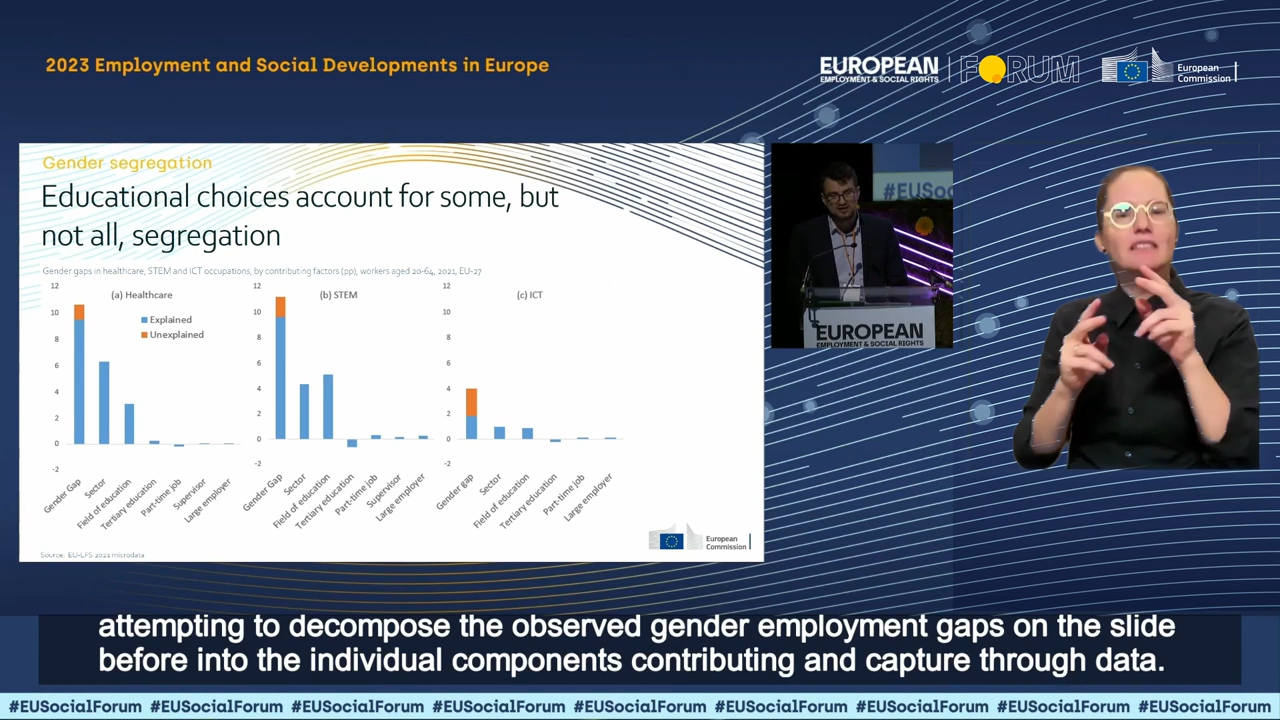 2023 Employment and Social Developments in Europe
EUROPEAN
EMPLOYMENT & SOCIAL RIGHTS
FORUM
European
Commission
Gender segregation
Educational choices account for some, but
not all, segregation
Gender gaps in healthcare, STEM and ICT occupations, by contributing factors (pp), workers aged 20-64, 2021, EU-27
(a) Healthcare
Explained
Unexplained
12
10
8
6
4
2
0
-2
Gender Gap
Sector
Field of education
Tertiary education
Part-time job
Supervisor
Large employer
(b) STEM
12
10
8
6
4
2
0
-2
Gender Gap
Sector
Field of education
Tertiary education
Part-time job
Supervisor
Large employer
(c) ICT
12
10
8
6
4
2
0
-2
Gender gap
Sector
Field of education
Tertiary education
Part-time job
Large employer
Source: EU-LFS 2021 microdata
European
Commission
#EUSoc
EUROPEAN
EMPLOYMENT & SOCIAL RIGHTS
attempting to decompose the observed gender employment gaps on the slide
before into the individual components contributing and capture through data.
#EUSocialForum #EUSocialForum #EUSocialForum #EUSocialForum #EUSocialForum #EUSocialForum #EUSocialForum #EUSocialForum #EUSocialForum